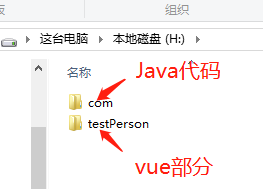 板
组织
这台电脑 本地磁盘 (H:)
名称
Java代码
com
testPerson
vue部分